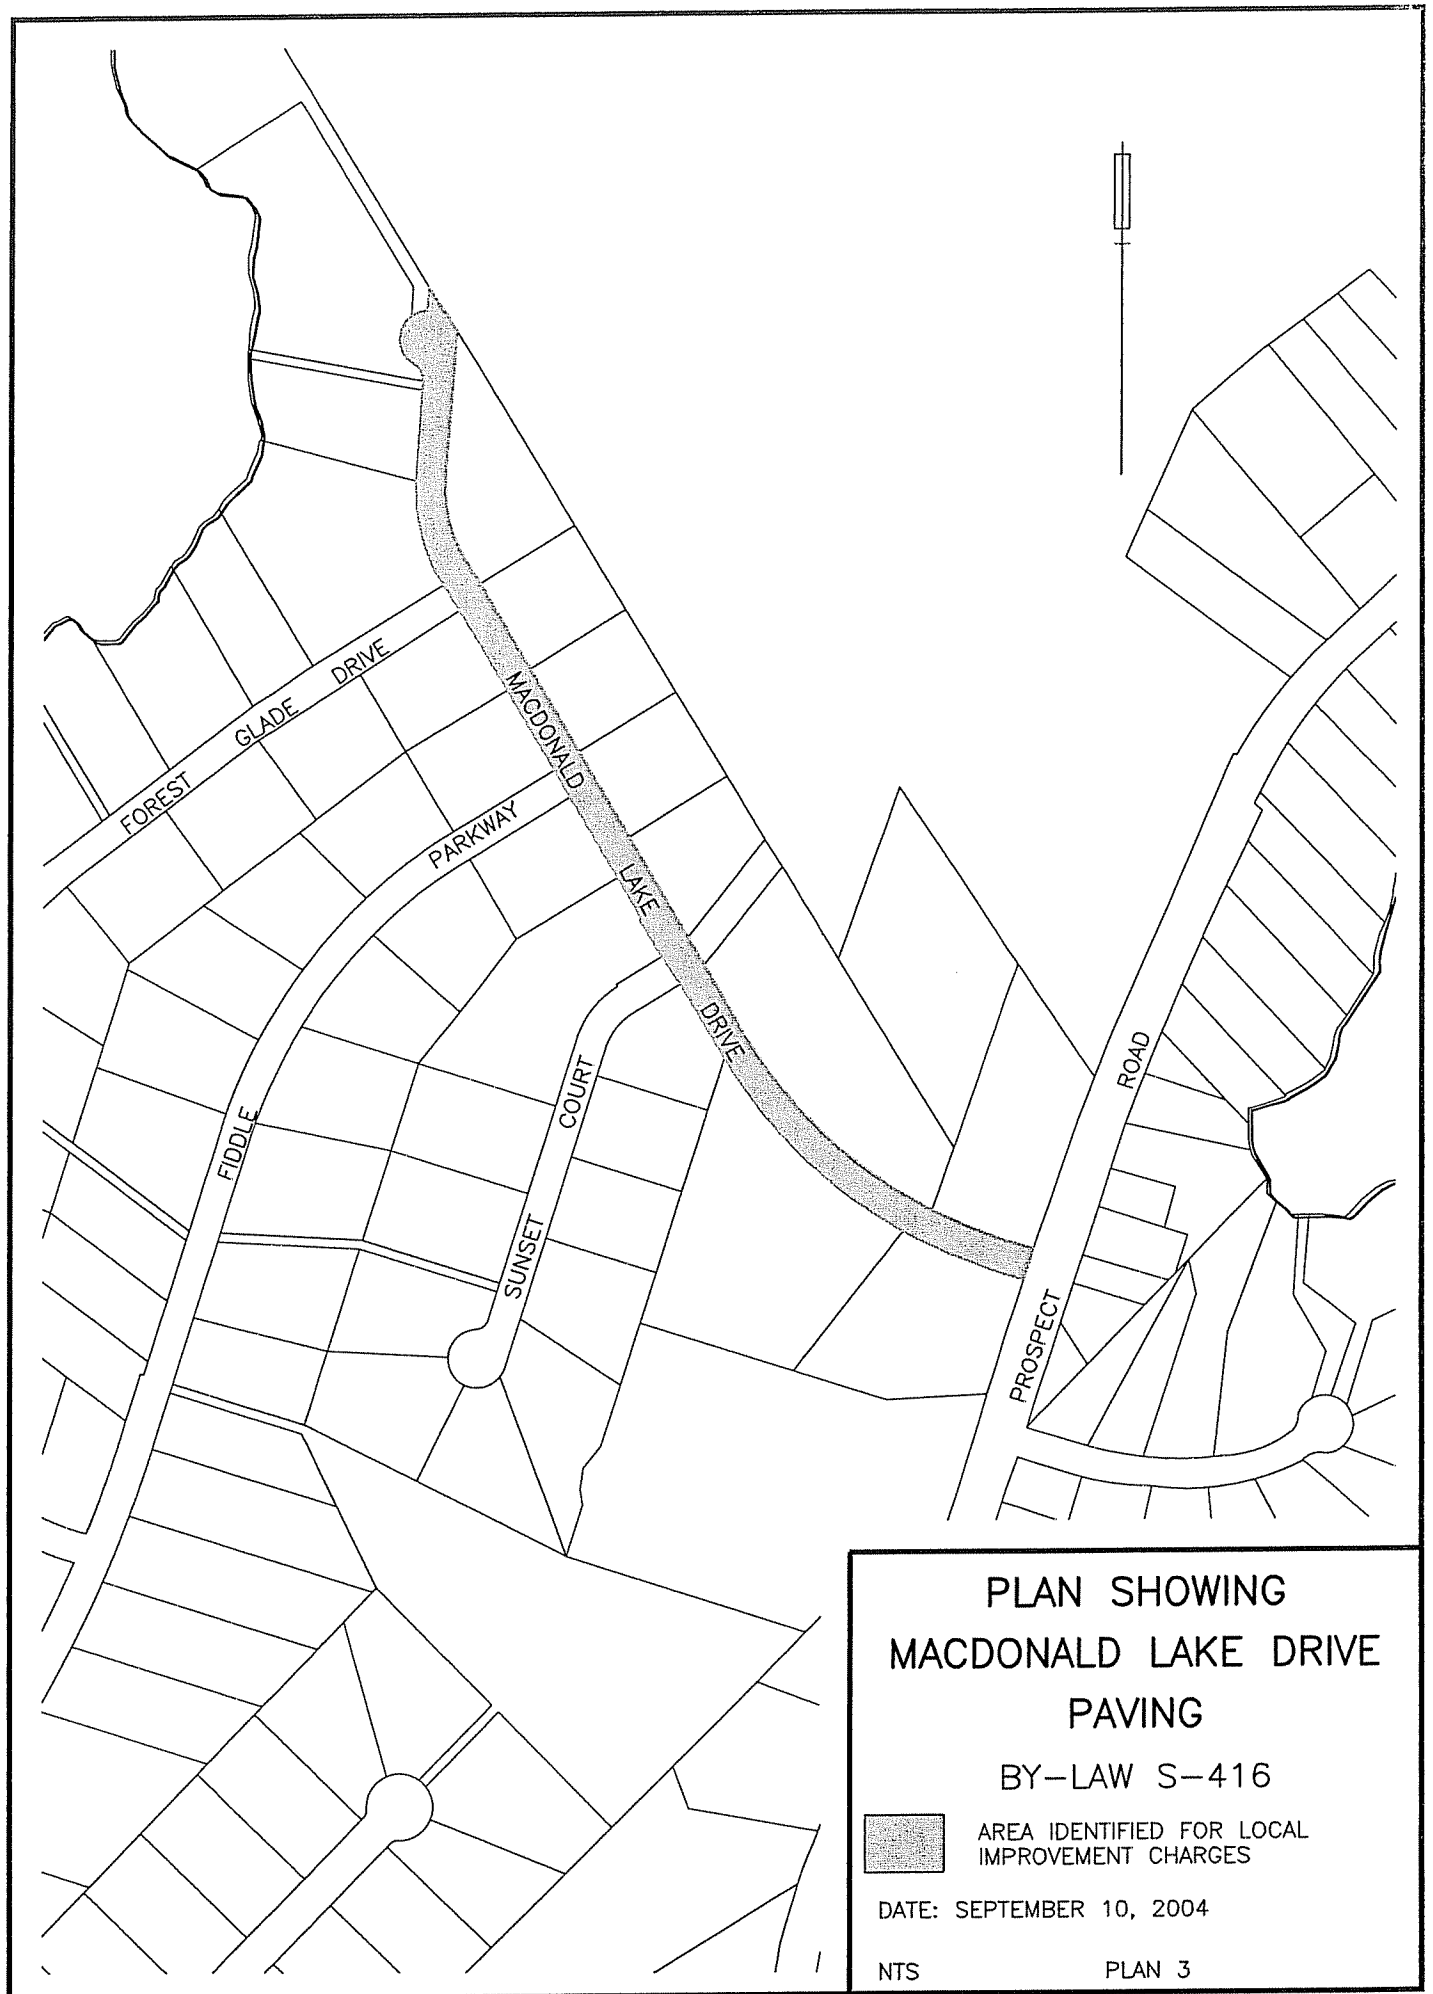 FOREST GLADE DRIVE
MACDONALD LAKE DRIVE
FIDDLE PARKWAY
SUNSET COURT
PROSPECT ROAD
PLAN SHOWING
MACDONALD LAKE DRIVE
PAVING
BY-LAW S-416
AREA IDENTIFIED FOR LOCAL
IMPROVEMENT CHARGES
DATE: SEPTEMBER 10, 2004
NTS PLAN 3